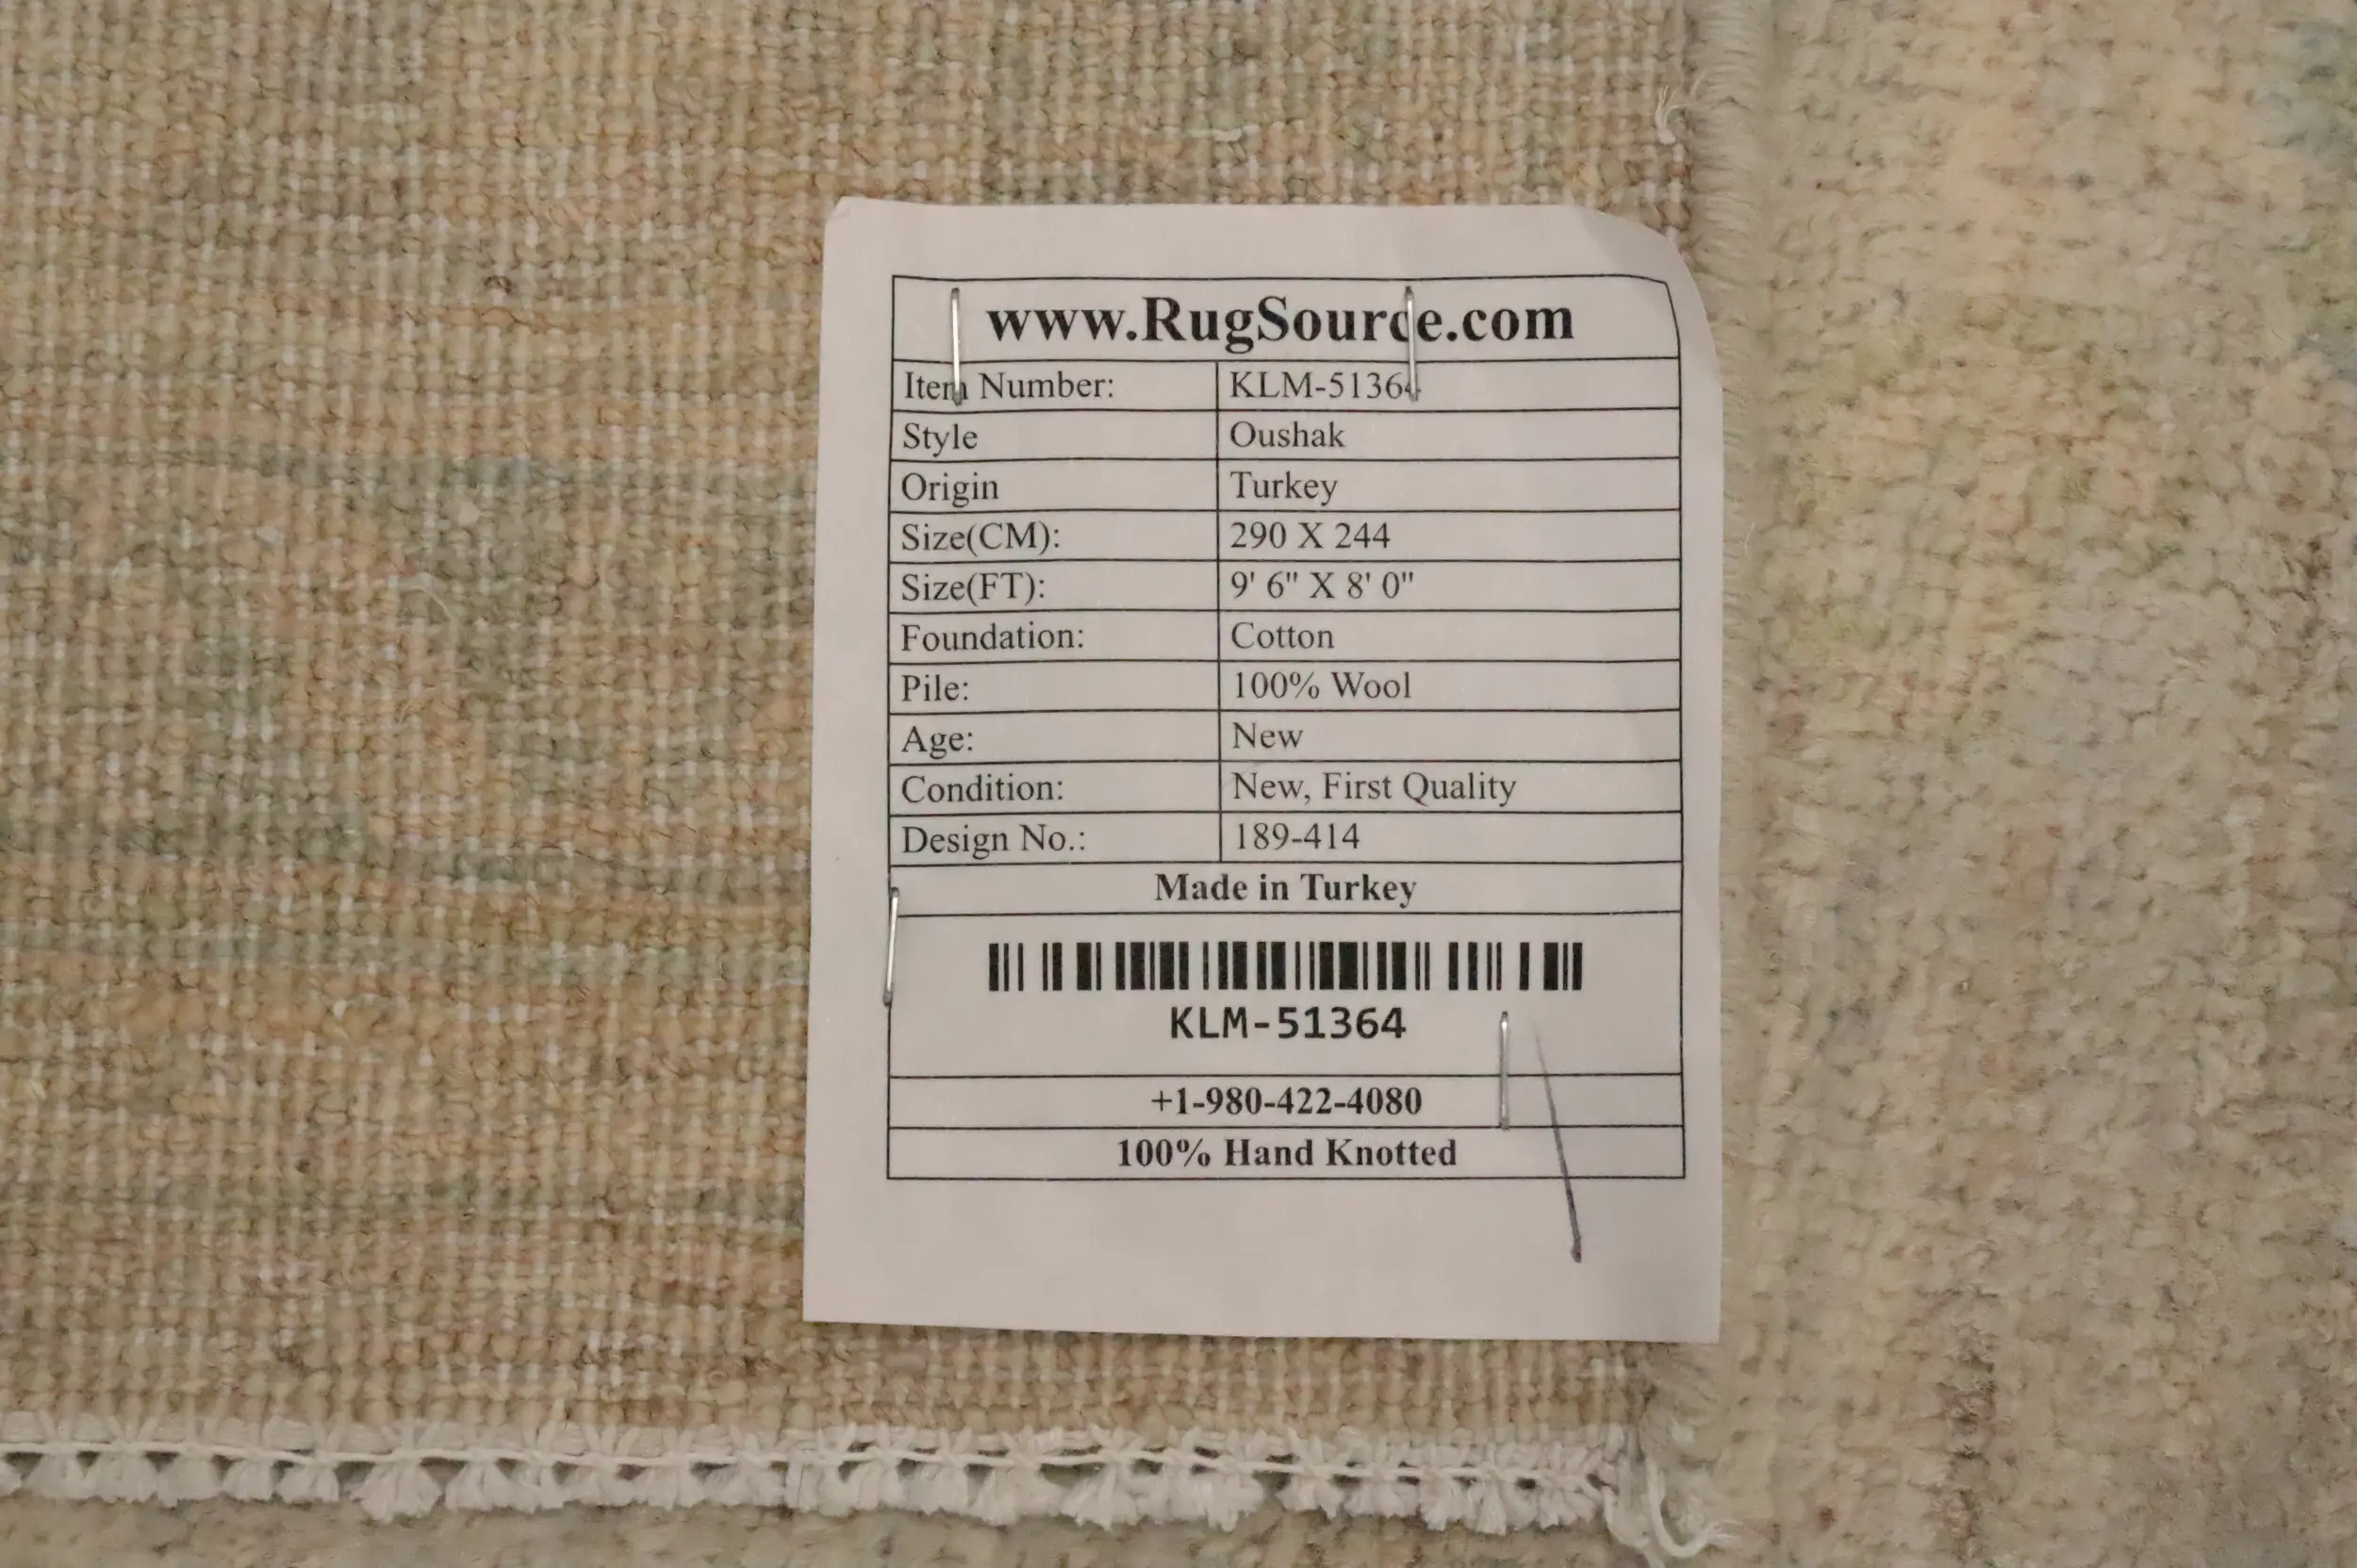 www.RugSource.com
Item Number: KLM-51364
Style Oushak
Origin Turkey
Size(CM): 290 X 244
Size(FT): 9' 6" X 8' 0"
Foundation: Cotton
Pile: 100% Wool
Age: New
Condition: New, First Quality
Design No.: 189-414
Made in Turkey
KLM-51364
+1-980-422-4080
100% Hand Knotted